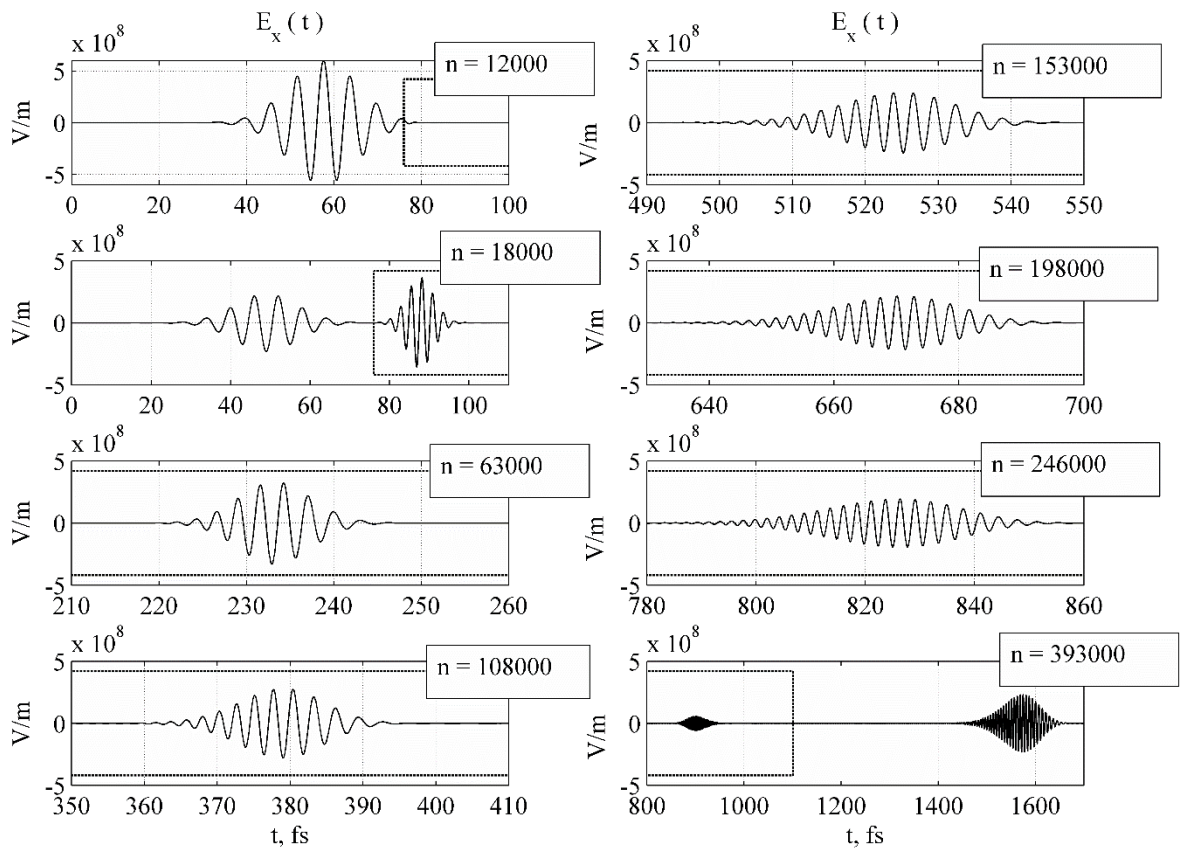 E_x ( t )
x 10^8
n = 12000
5
0
-5
V/m
0 20 40 60 80 100
x 10^8
n = 18000
5
0
-5
V/m
0 20 40 60 80 100
x 10^8
n = 63000
5
0
-5
V/m
210 220 230 240 250 260
x 10^8
n = 108000
5
0
-5
V/m
350 360 370 380 390 400 410
t, fs
E_x ( t )
x 10^8
n = 153000
5
0
-5
V/m
490 500 510 520 530 540 550
x 10^8
n = 198000
5
0
-5
V/m
640 660 680 700
x 10^8
n = 246000
5
0
-5
V/m
780 800 820 840 860
x 10^8
n = 393000
5
0
-5
V/m
800 1000 1200 1400 1600
t, fs